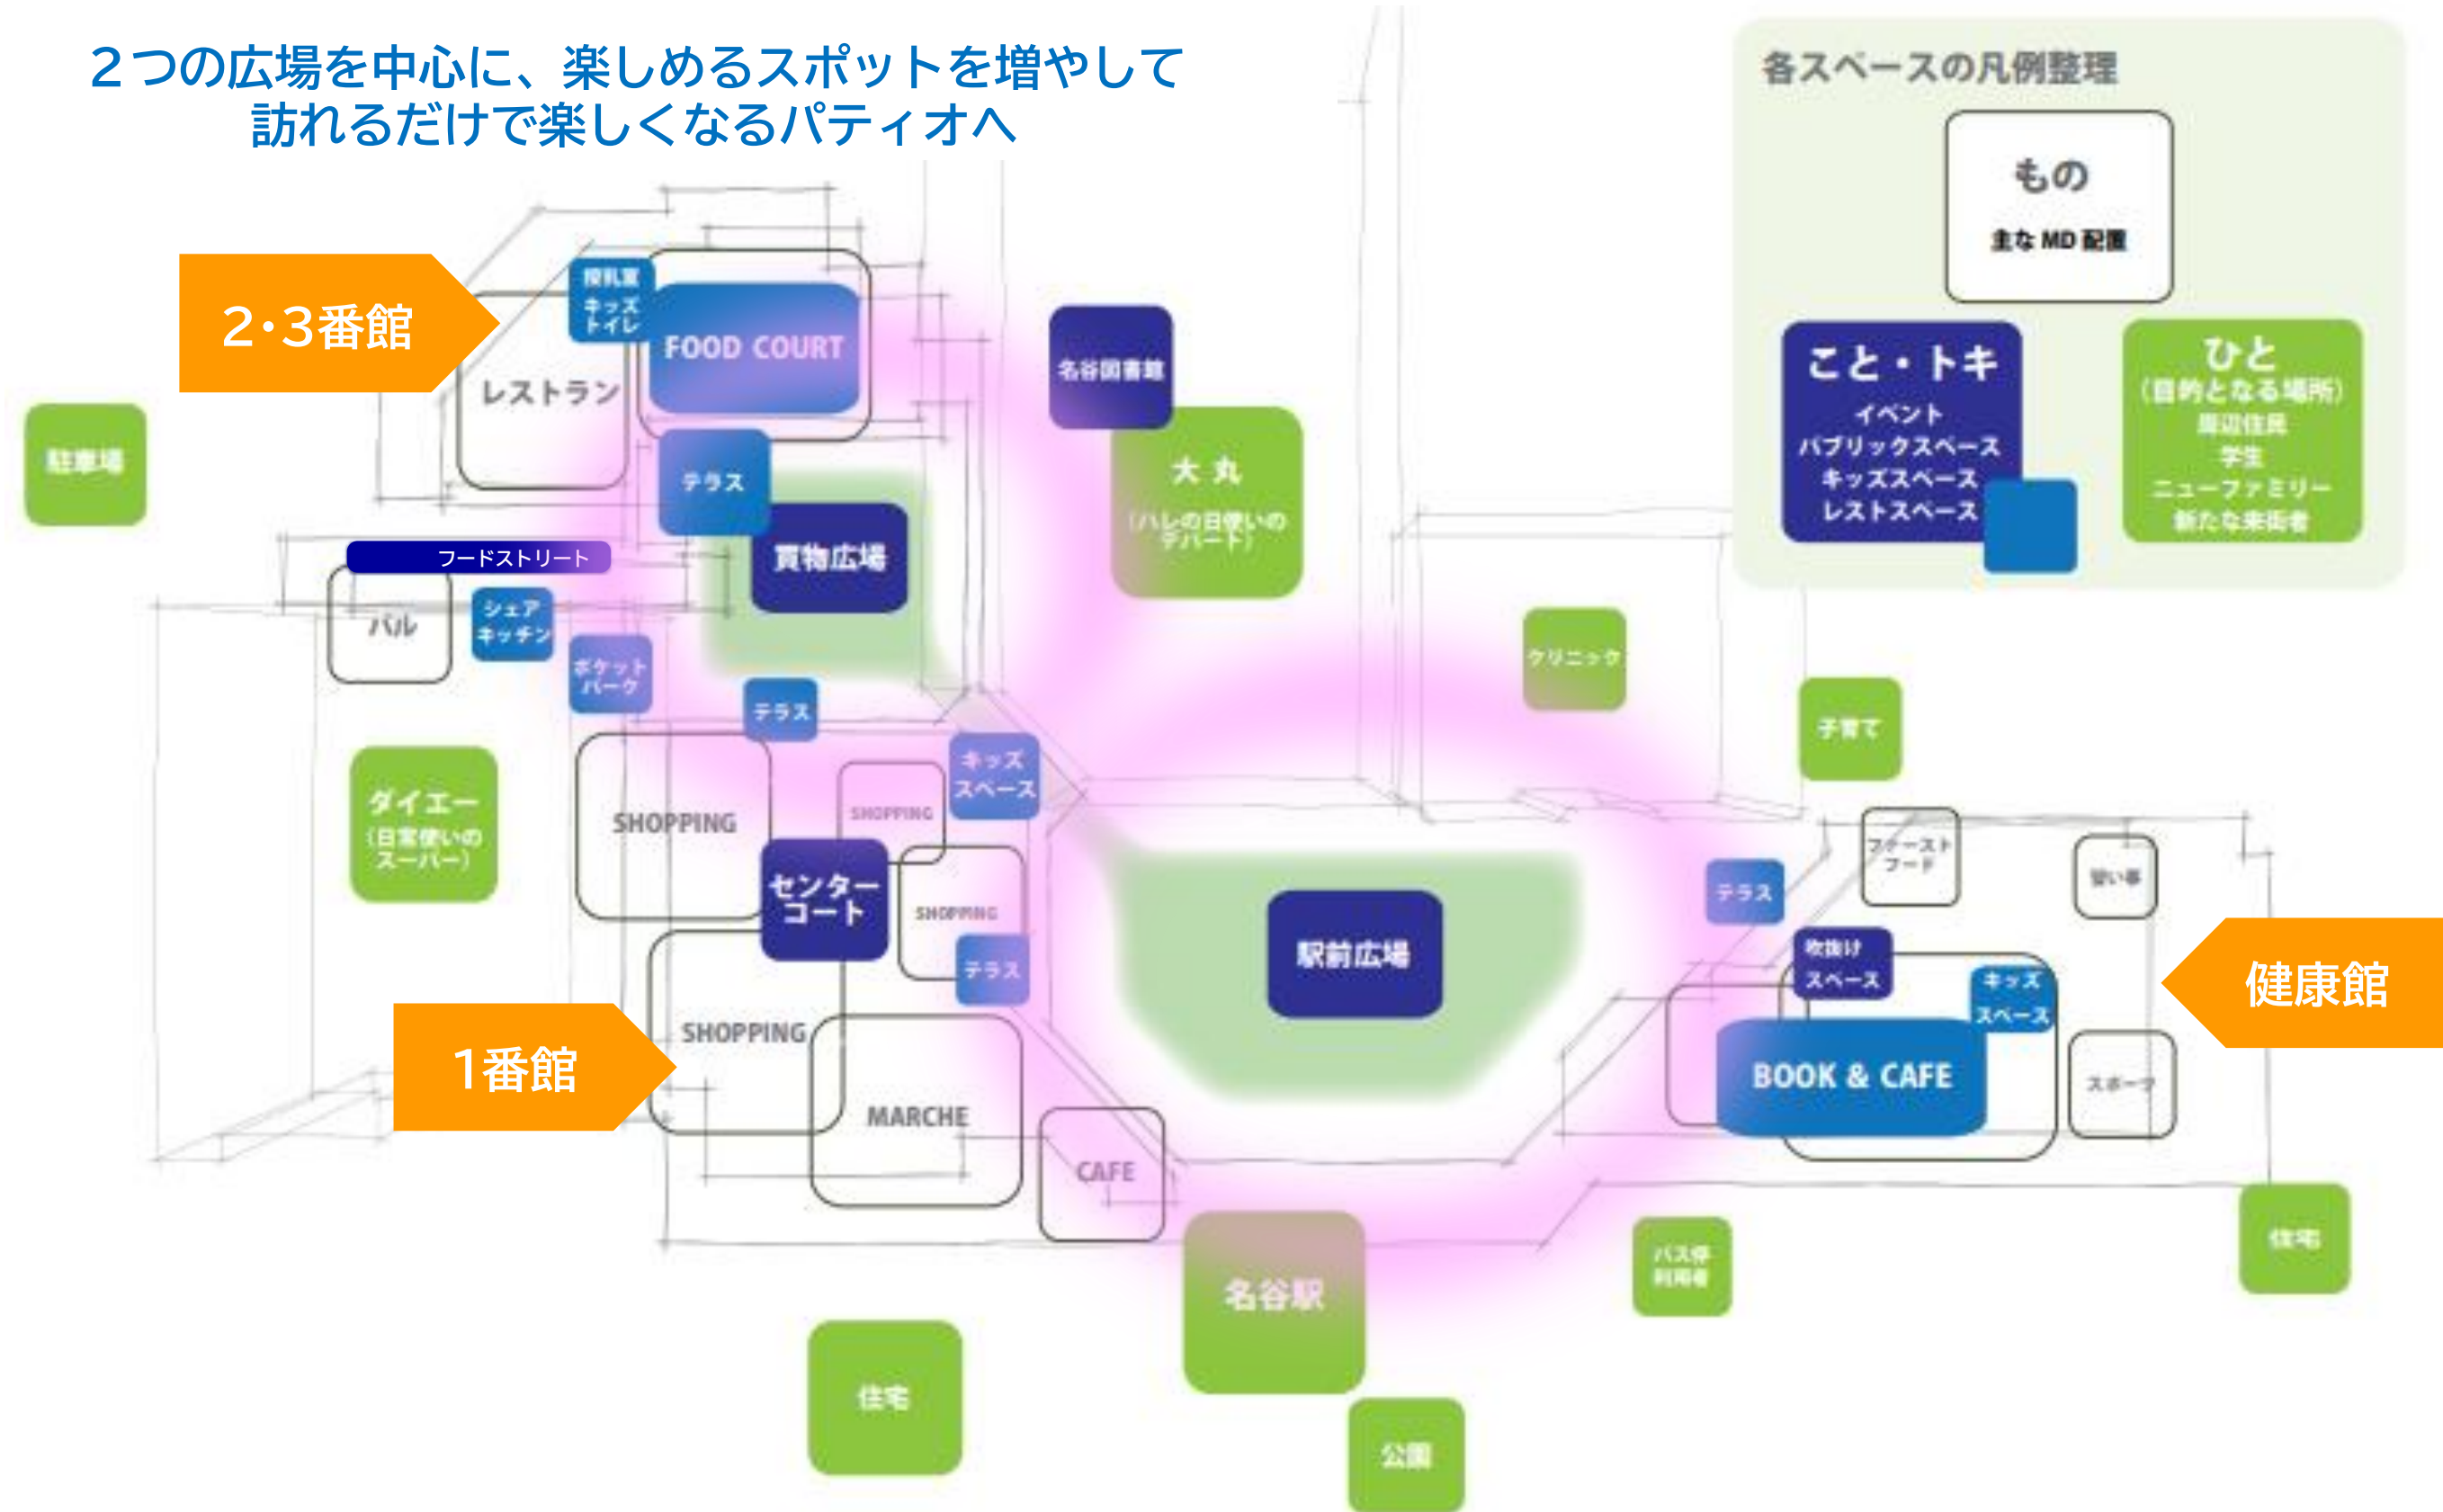 2つの広場を中心に、楽しめるスポットを増やして
訪れるだけで楽しくなるパティオへ
各スペースの凡例整理
もの
主な MD 配置
こと・トキ
イベント
パブリックスペース
キッズスペース
レストスペース
ひと
(目的となる場所)
周辺住民
学生
ニューファミリー
新たな来街者
2・3番館
授乳室
キッズ
トイレ
FOOD COURT
レストラン
名谷図書館
駐車場
テラス
大丸
(ハレの日使いの
デパート)
買物広場
フードストリート
バル
シェア
キッチン
ポケット
パーク
テラス
クリニック
子育て
ダイエー
(日常使いの
スーパー)
SHOPPING
SHOPPING
キッズ
スペース
センター
コート
SHOPPING
テラス
駅前広場
テラス
ファースト
フード
習い事
吹抜け
スペース
キッズ
スペース
健康館
1番館
SHOPPING
MARCHE
CAFE
BOOK & CAFE
スポーツ
名谷駅
バス停
利用者
住宅
住宅
公園